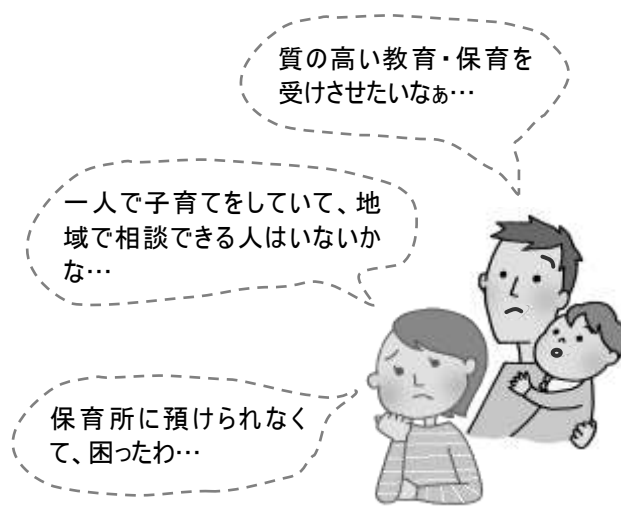 質の高い教育・保育を
受けさせたいなぁ…
一人で子育てをしていて、地
域で相談できる人はいないか
な…
保育所に預けられなく
て、困ったわ…